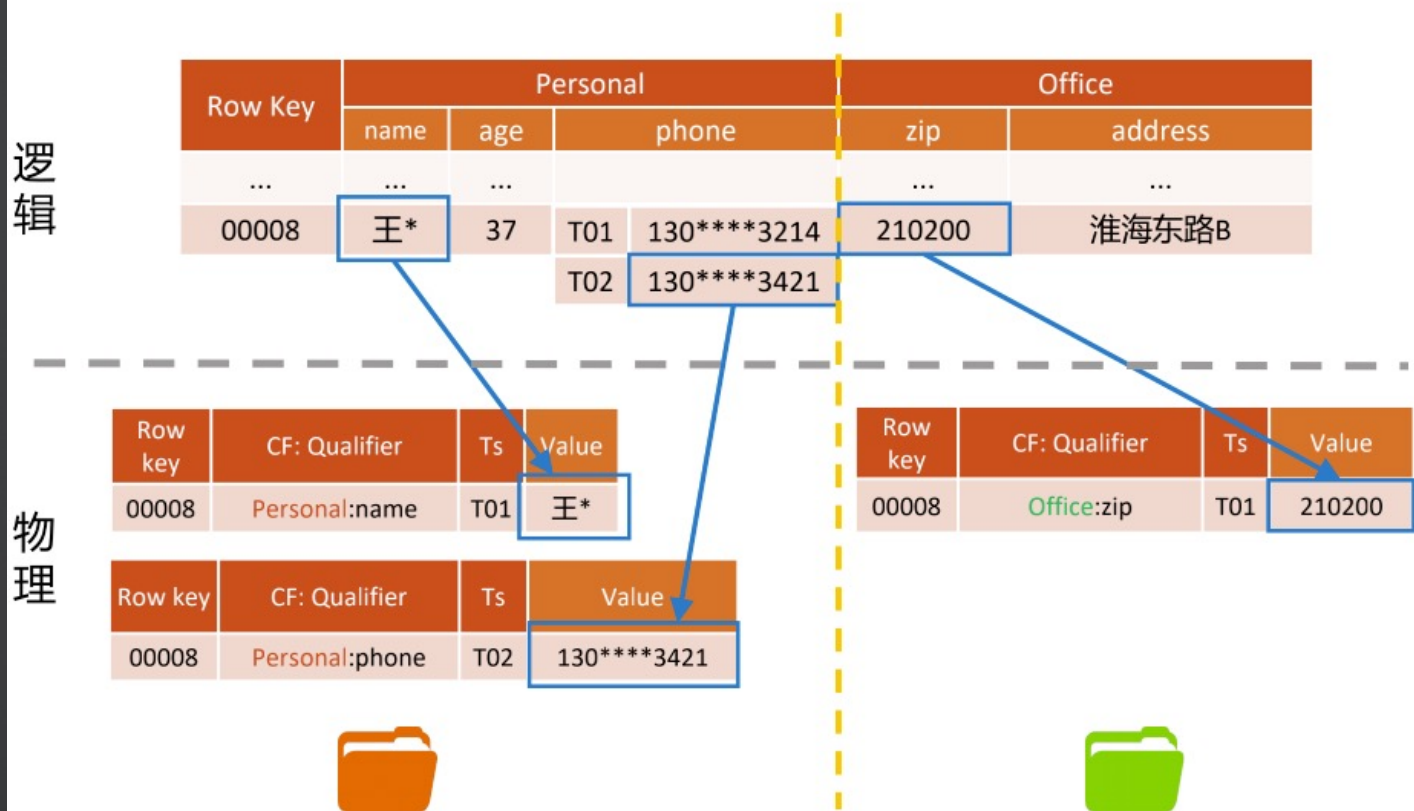 逻辑
Row Key Personal Office
name age phone zip address
... ... ... ... ...
00008 王* 37 T01 130****3214 210200 淮海东路B
T02 130****3421
物理
Row key CF: Qualifier Ts Value
00008 Personal:name T01 王*
Row key CF: Qualifier Ts Value
00008 Office:zip T01 210200
Row key CF: Qualifier Ts Value
00008 Personal:phone T02 130****3421